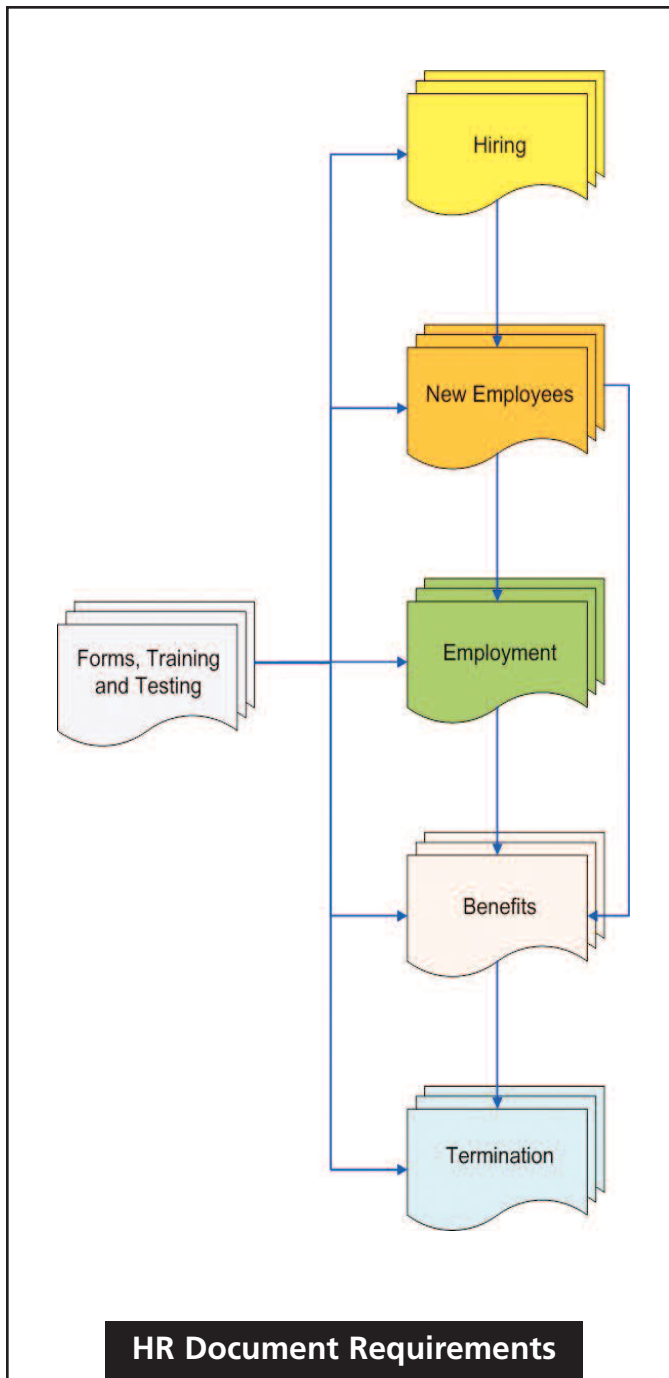 Hiring
New Employees
Forms, Training
and Testing
Employment
Benefits
Termination
HR Document Requirements